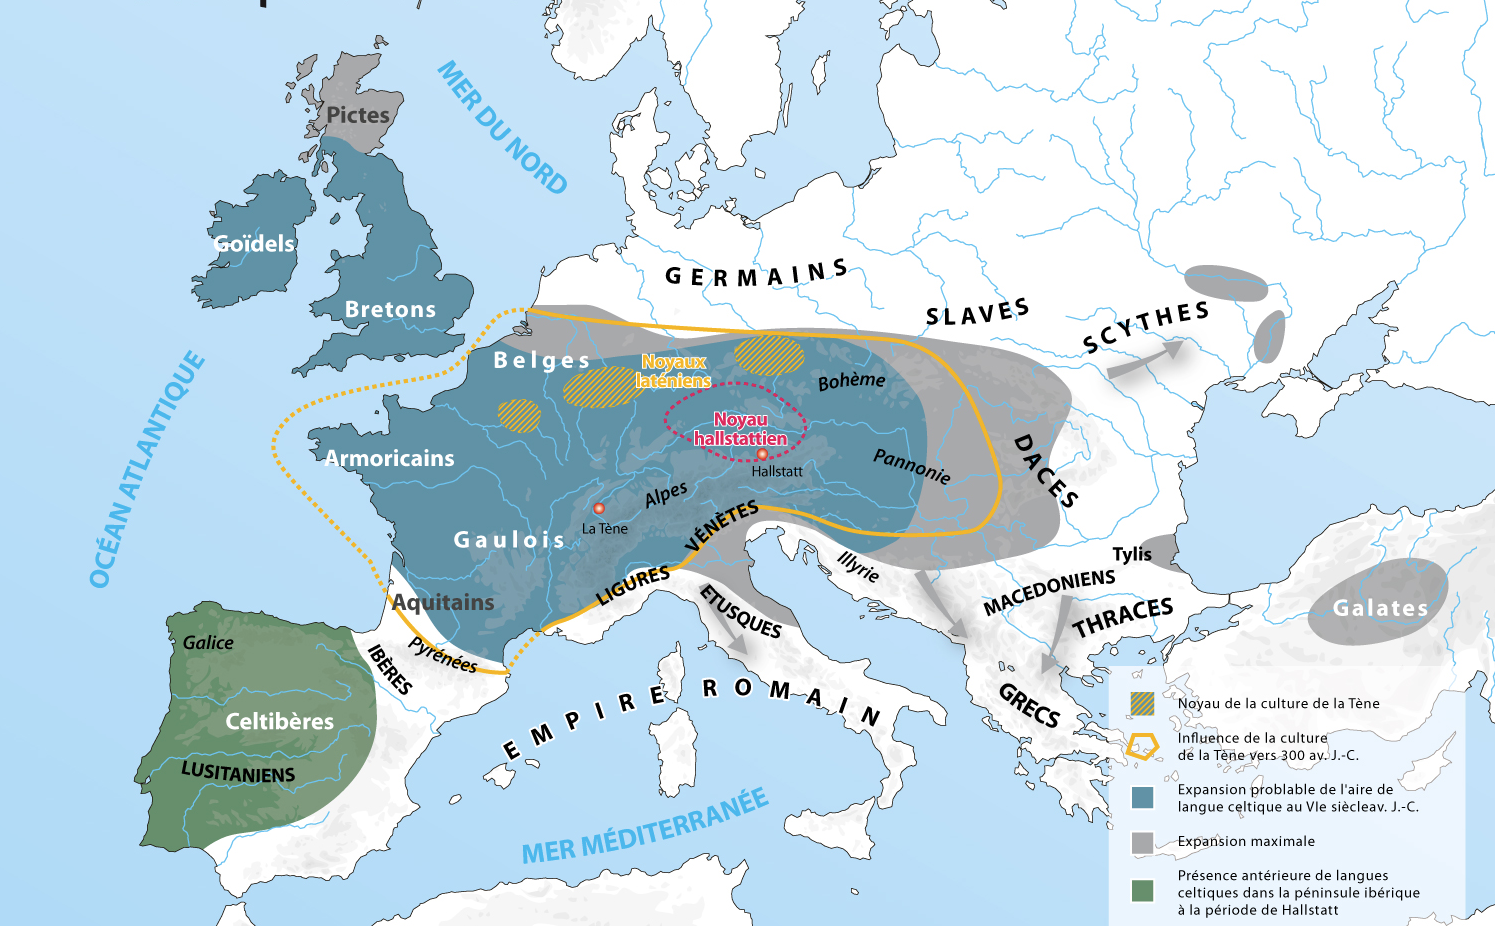 MER DU NORD
Pictes
Goïdels
Bretons
OCÉAN ATLANTIQUE
GERMAINS
SLAVES
SCYTHES
Belges
Noyaux
laténiens
Bohème
Noyau
hallstattien
Hallstatt
Armoricains
Pannonie
DACES
Alpes
La Tène
Gaulois
VÉNÈTES
Tylis
Illyrie
LIGURES
MACEDONIENS
Aquitains
ETUSQUES
THRACES
Galates
Galice
Pyrénées
IBÈRES
EMPIRE ROMAIN
GRECS
Celtibères
LUSITANIENS
MER MÉDITERRANÉE
Noyau de la culture de la Tène
Influence de la culture
de la Tène vers 300 av. J.-C.
Expansion problable de l'aire de
langue celtique au VIe siècleav. J.-C.
Expansion maximale
Présence antérieure de langues
celtiques dans la péninsule ibérique
à la période de Hallstatt